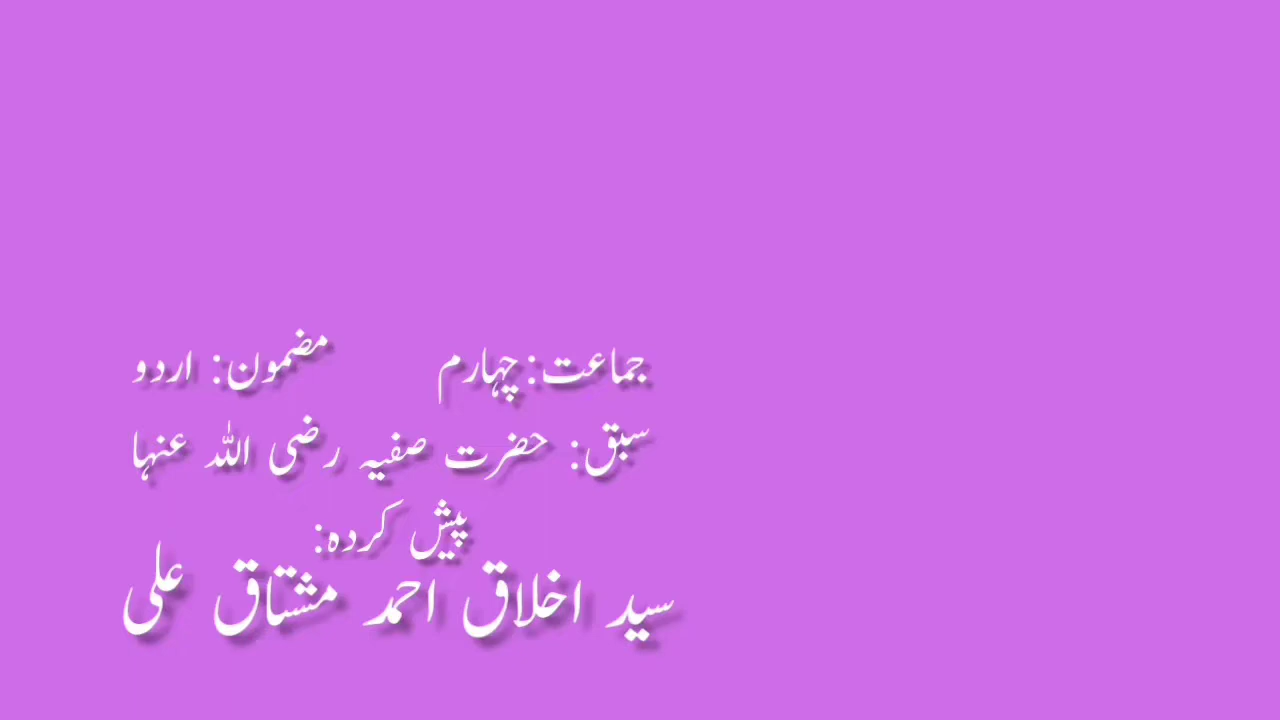 جماعت: چہارم مضمون: اردو
سبق: حضرت صفیہ رضی اللہ عنہا
پیش کردہ:
سید اخلاق احمد مشتاق علی